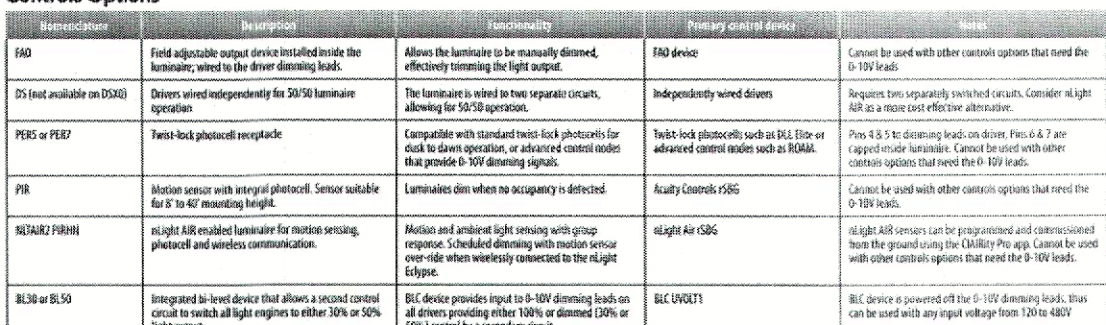 Controls Options
Nomenclature Description Functionality Primary control device Notes
FAO
Field adjustable output device installed inside the
luminaire; wired to the driver dimming leads.
Allows the luminaire to be manually dimmed,
effectively trimming the light output.
FAO device
Cannot be used with other controls options that need the
0-10V leads
DS (not available on DSX0)
Drivers wired independently for 50/50 luminaire
operation
The luminaire is wired to two separate circuits,
allowing for 50/50 operation.
Independently wired drivers
Requires two separately switched circuits. Consider nLight
AIR as a more cost effective alternative.
PER5 or PER7
Twist-lock photocell receptacle
Compatible with standard twist-lock photocells for
dusk to dawn operation, or advanced control nodes
that provide 0-10V dimming signals.
Twist-lock photocells such as DLL Elite or
advanced control nodes such as ROAM.
Pins 4 & 5 to dimming leads on driver, Pins 6 & 7 are
capped inside luminaire. Cannot be used with other
controls options that need the 0-10V leads.
PIR
Motion sensor with integral photocell. Sensor suitable
for 8' to 40' mounting height.
Luminaires dim when no occupancy is detected.
Acuity Controls rSBG
Cannot be used with other controls options that need the
0-10V leads.
NLTAIR2 PIRHN
nLight AIR enabled luminaire for motion sensing,
photocell and wireless communication.
Motion and ambient light sensing with group
response. Scheduled dimming with motion sensor
over-ride when wirelessly connected to the nLight
Eclypse.
nLight Air rSBG
nLight AIR sensors can be programmed and commissioned
from the ground using the CIAIRity Pro app. Cannot be used
with other controls options that need the 0-10V leads.
BL30 or BL50
Integrated bi-level device that allows a second control
circuit to switch all light engines to either 30% or 50%
light output
BLC device provides input to 0-10V dimming leads on
all drivers providing either 100% or dimmed (30% or
50%) control by a secondary circuit
BLC UVOLT1
BLC device is powered off the 0-10V dimming leads, thus
can be used with any input voltage from 120 to 480V